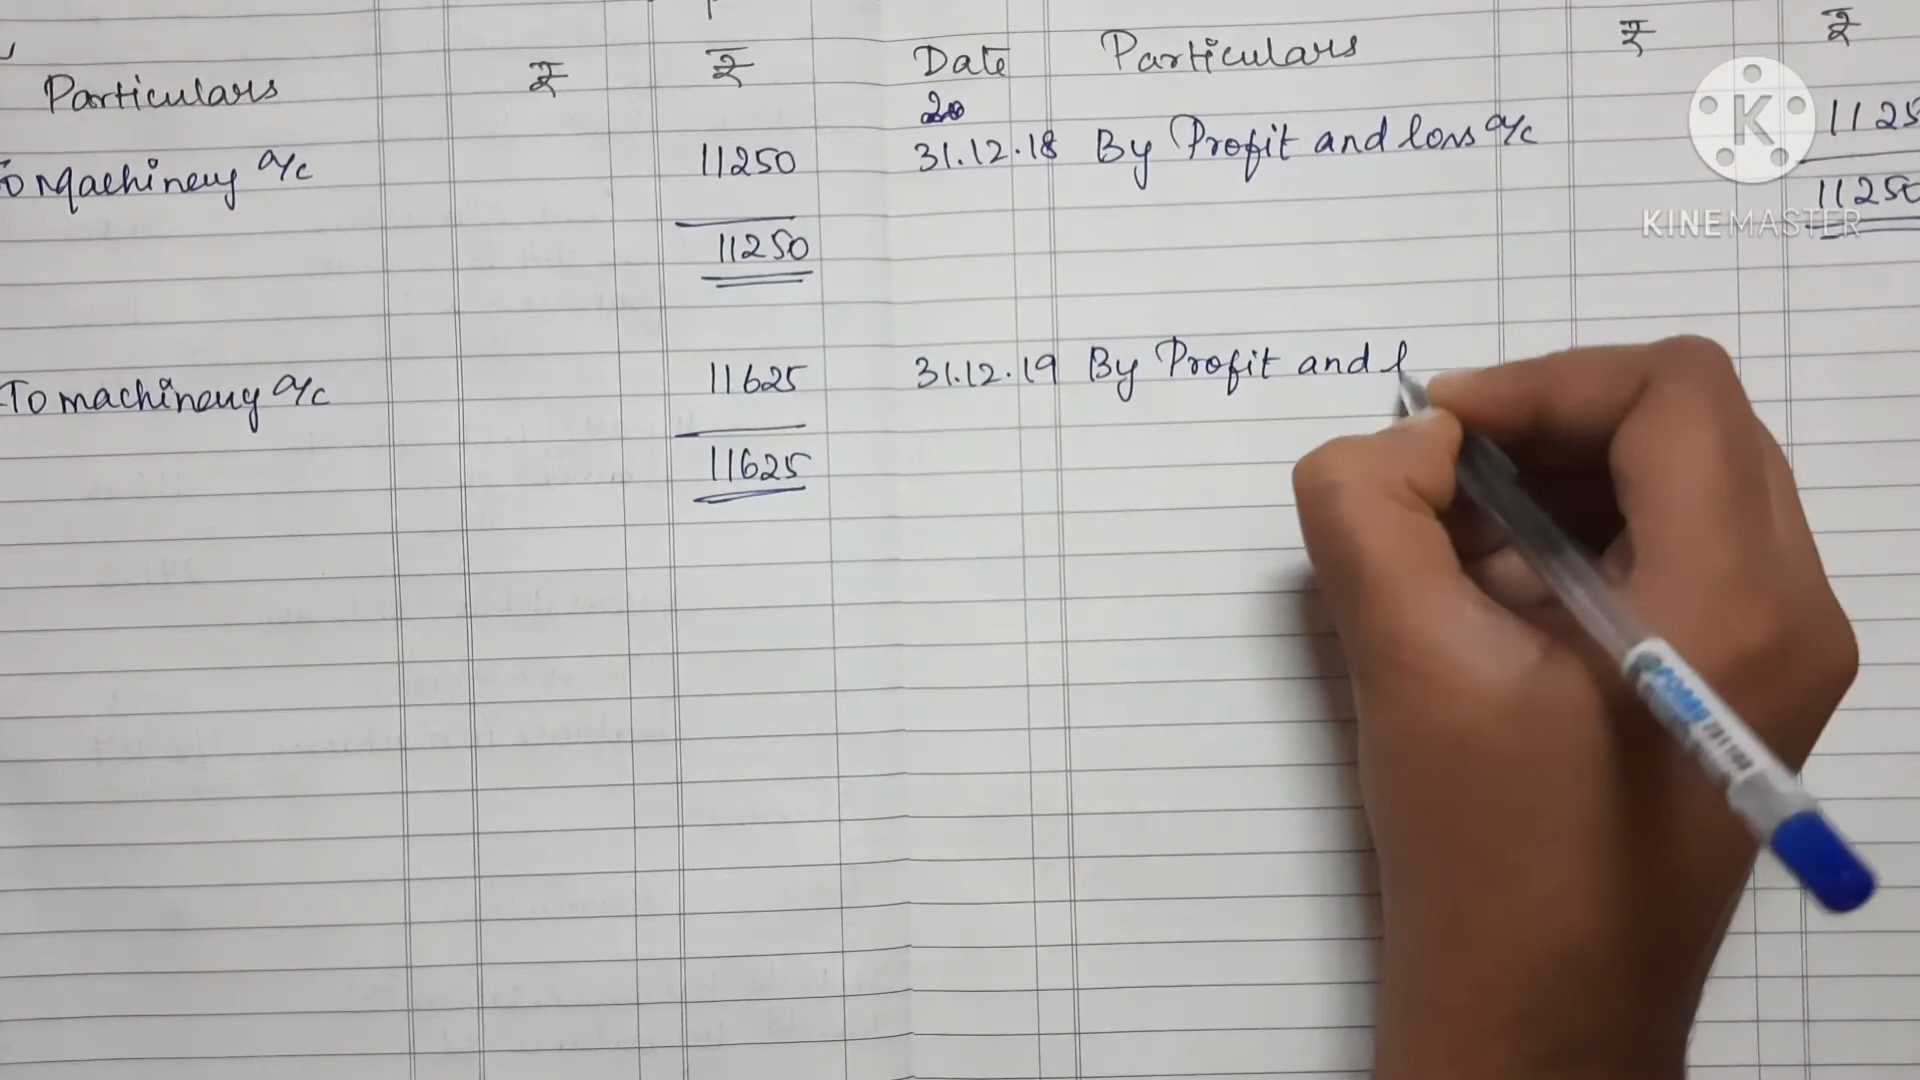 Particulars ₹ ₹ Date Particulars ₹ ₹
20
To Machinery a/c 11250 31.12.18 By Profit and loss a/c 1125
11250 11250
To machinery a/c 11625 31.12.19 By Profit and l
11625
K
KINEMASTER